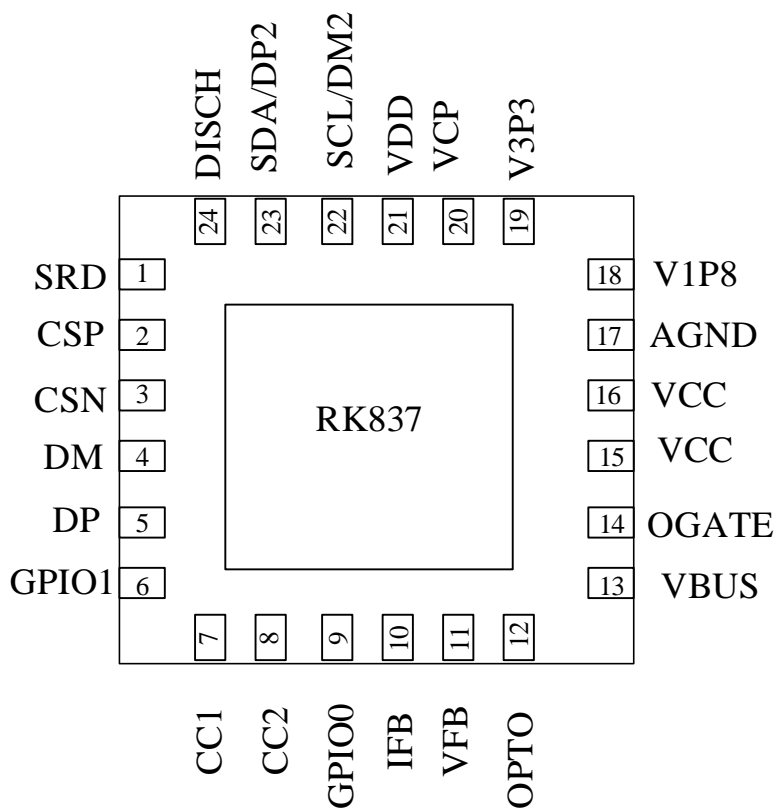 DISCH
SDA/DP2
SCL/DM2
VDD
VCP
V3P3
24
23
22
21
20
19
SRD
1
CSP
2
CSN
3
DM
4
DP
5
GPIO1
6
RK837
18
V1P8
17
AGND
16
VCC
15
VCC
14
OGATE
13
VBUS
7
8
9
10
11
12
CC1
CC2
GPIO0
IFB
VFB
OPTO